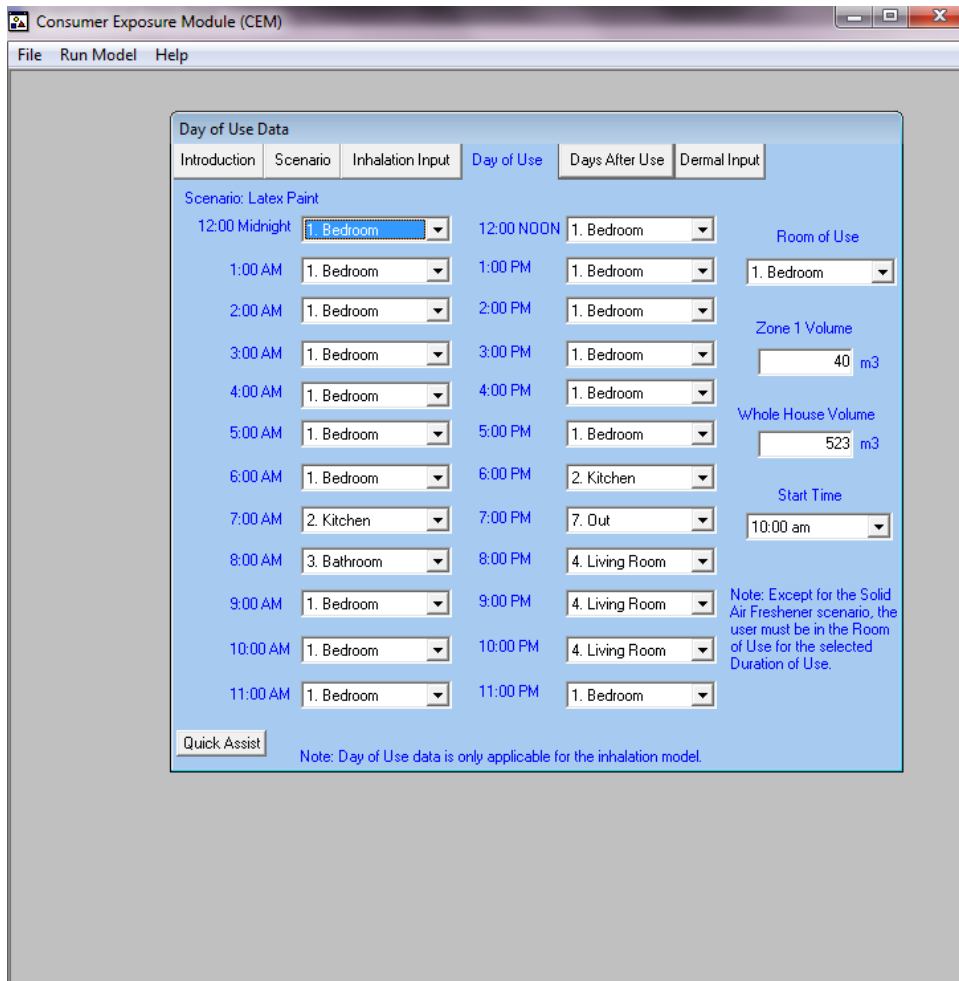 Consumer Exposure Module (CEM)
File Run Model Help
Day of Use Data
Introduction Scenario Inhalation Input Day of Use Days After Use Dermal Input
Scenario: Latex Paint
12:00 Midnight 1. Bedroom 12:00 NOON 1. Bedroom
Room of Use
1:00 AM 1. Bedroom 1:00 PM 1. Bedroom 1. Bedroom
2:00 AM 1. Bedroom 2:00 PM 1. Bedroom
Zone 1 Volume
3:00 AM 1. Bedroom 3:00 PM 1. Bedroom 40 m3
4:00 AM 1. Bedroom 4:00 PM 1. Bedroom
Whole House Volume
5:00 AM 1. Bedroom 5:00 PM 1. Bedroom 523 m3
6:00 AM 1. Bedroom 6:00 PM 2. Kitchen
Start Time
7:00 AM 2. Kitchen 7:00 PM 7. Out 10:00 am
8:00 AM 3. Bathroom 8:00 PM 4. Living Room
9:00 AM 1. Bedroom 9:00 PM 4. Living Room
10:00 AM 1. Bedroom 10:00 PM 4. Living Room
11:00 AM 1. Bedroom 11:00 PM 1. Bedroom
Note: Except for the Solid
Air Freshener scenario, the
user must be in the Room
of Use for the selected
Duration of Use.
Quick Assist
Note: Day of Use data is only applicable for the inhalation model.